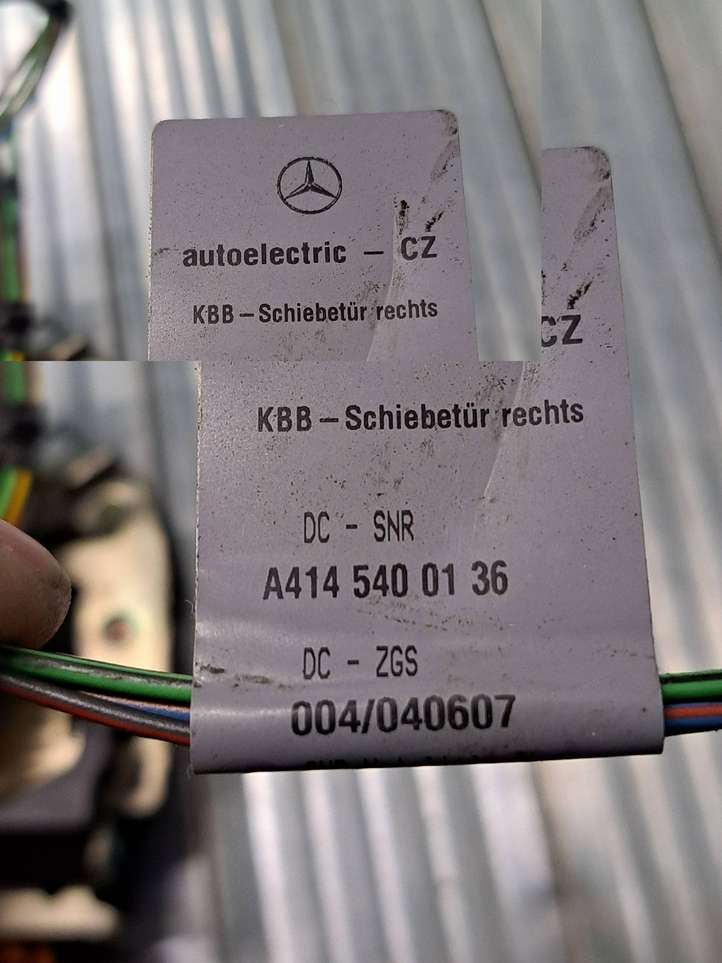 autoelectric – CZ
KBB – Schiebetür rechts
CZ
KBB – Schiebetür rechts
DC - SNR
A414 540 01 36
DC - ZGS
004/040607